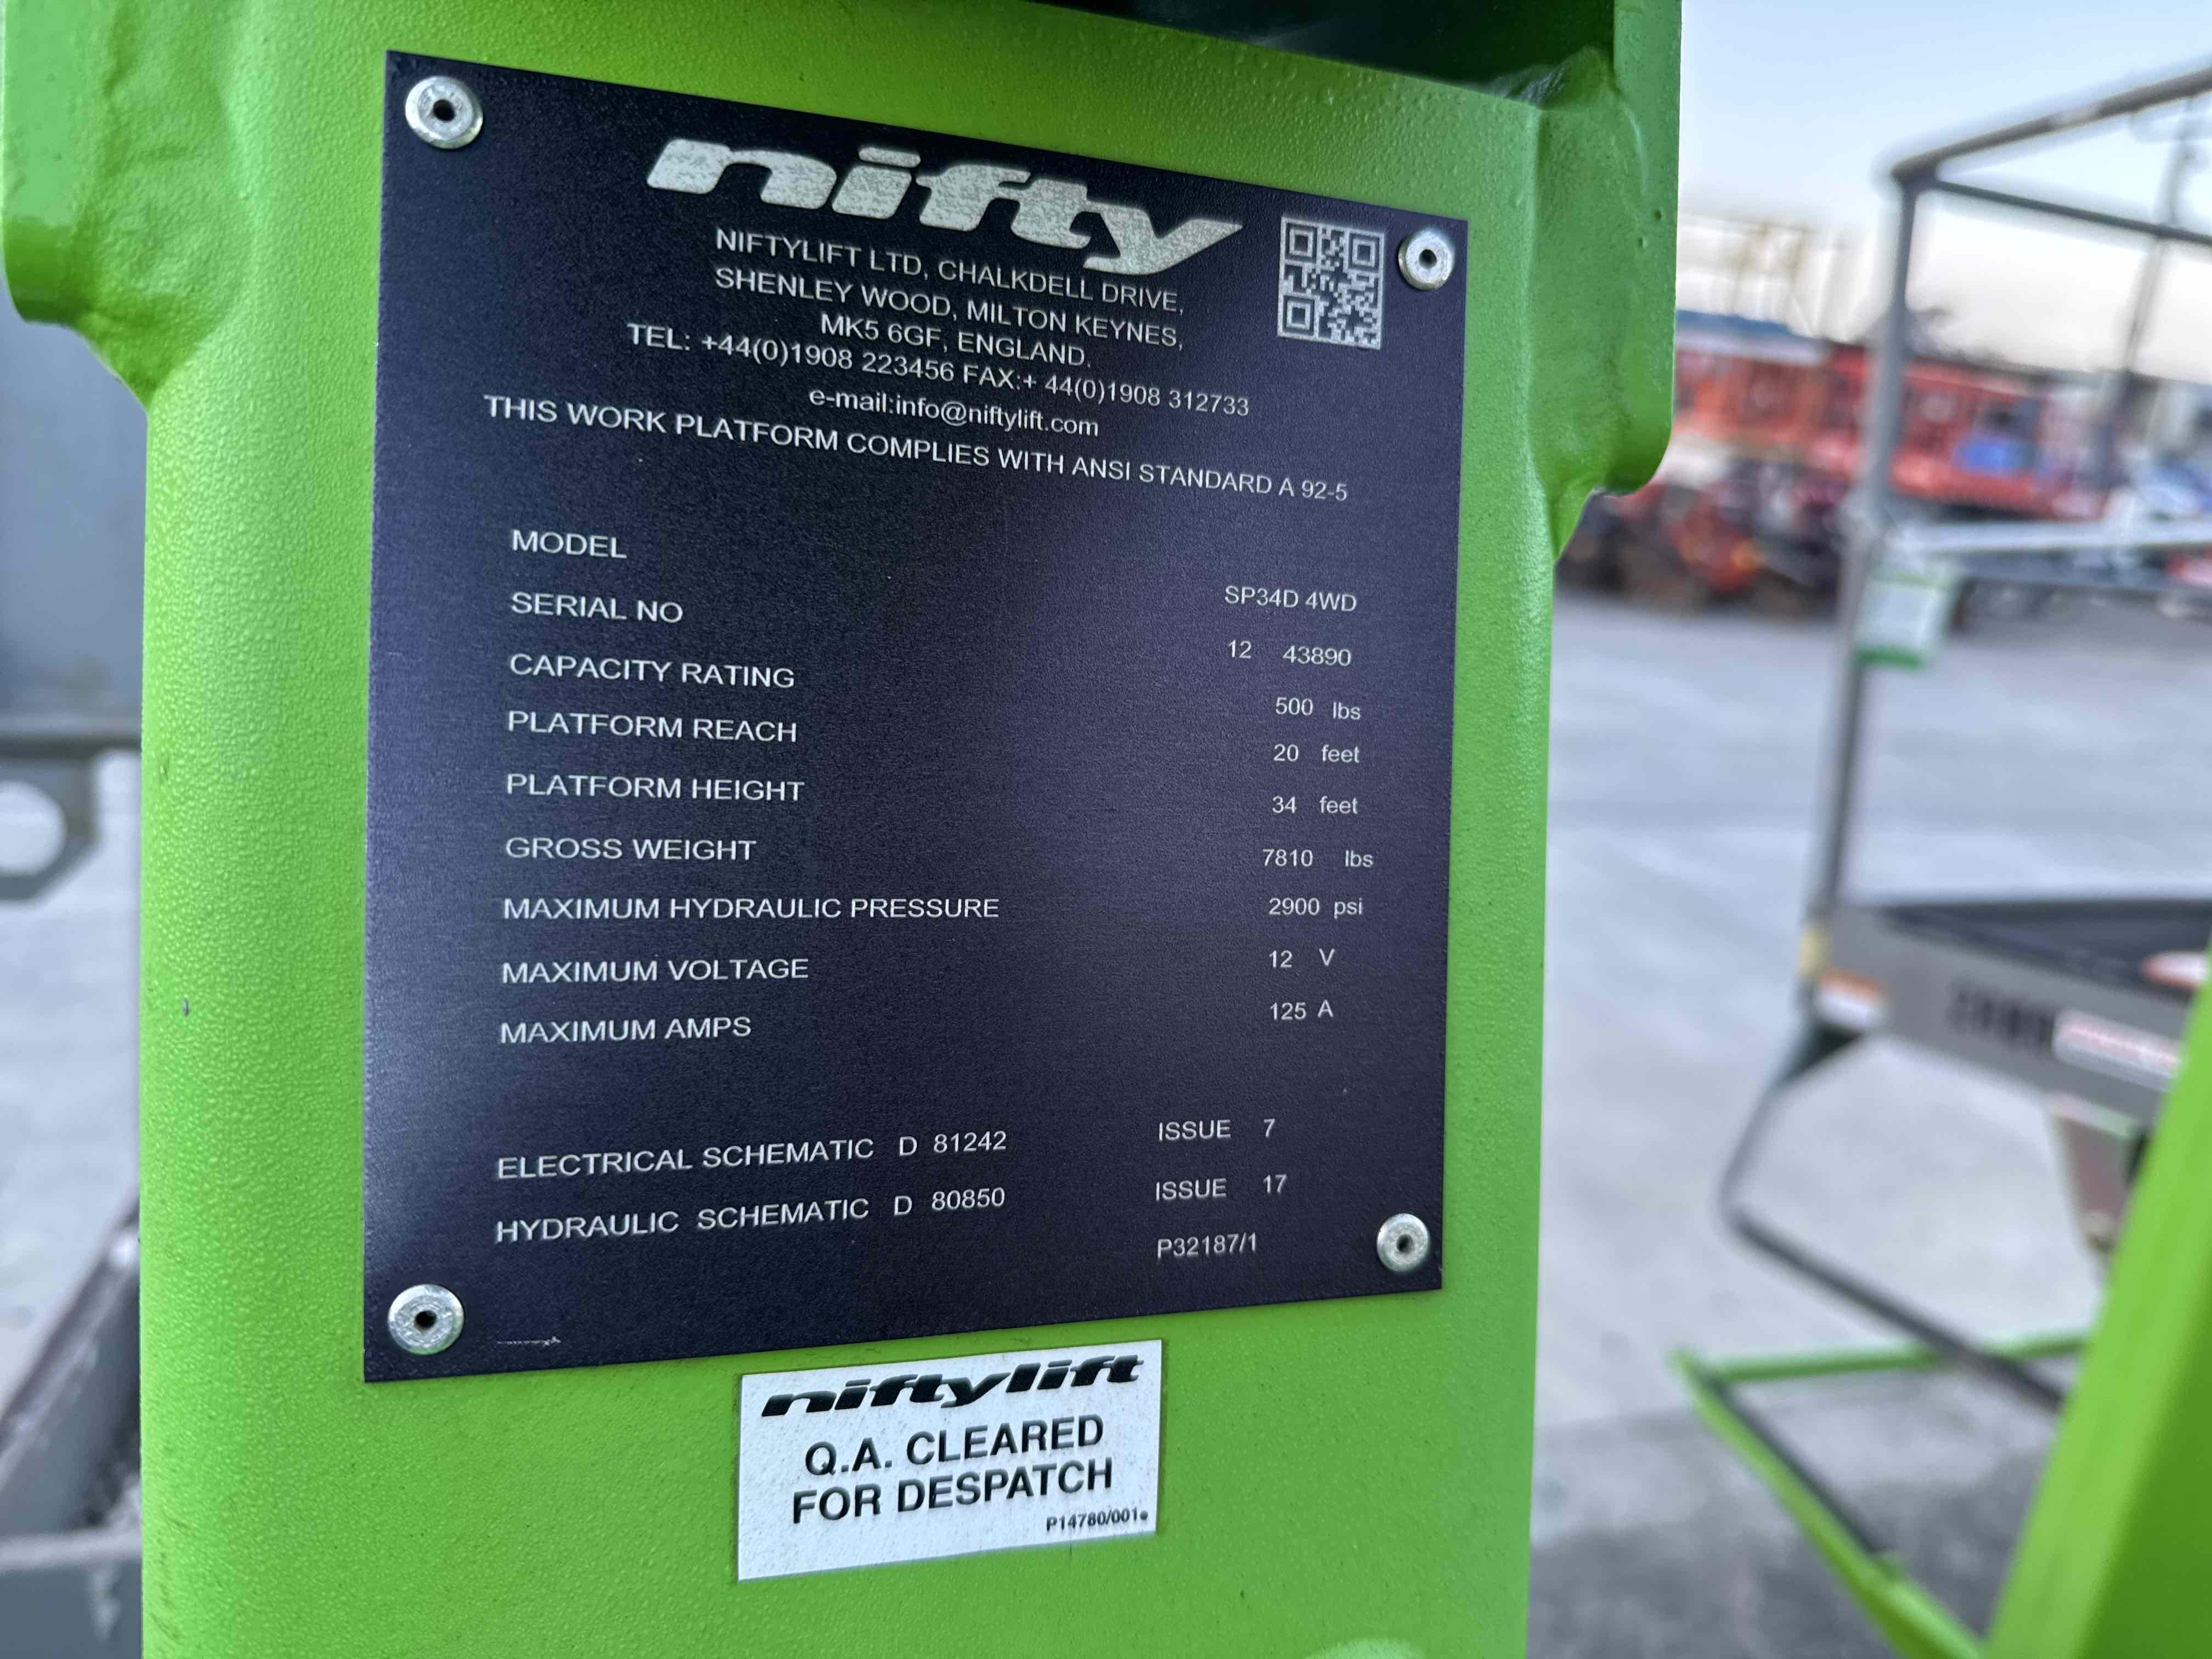 nifty
NIFTYLIFT LTD, CHALKDELL DRIVE,
SHENLEY WOOD, MILTON KEYNES,
MK5 6GF, ENGLAND.
TEL: +44(0)1908 223456 FAX:+ 44(0)1908 312733
e-mail:info@niftylift.com
THIS WORK PLATFORM COMPLIES WITH ANSI STANDARD A 92-5
MODEL SP34D 4WD
SERIAL NO 12 43890
CAPACITY RATING 500 lbs
PLATFORM REACH 20 feet
PLATFORM HEIGHT 34 feet
GROSS WEIGHT 7810 lbs
MAXIMUM HYDRAULIC PRESSURE 2900 psi
MAXIMUM VOLTAGE 12 V
MAXIMUM AMPS 125 A
ELECTRICAL SCHEMATIC D 81242 ISSUE 7
HYDRAULIC SCHEMATIC D 80850 ISSUE 17
P32187/1
niftylift
Q.A. CLEARED
FOR DESPATCH
P14780/001e